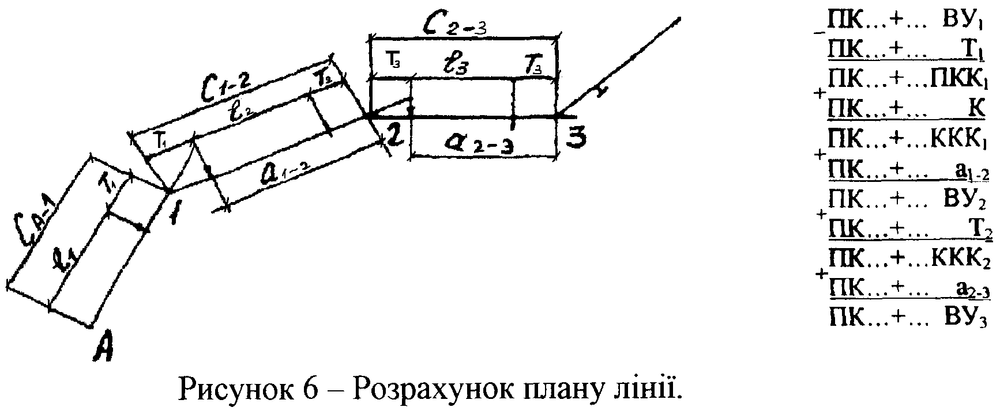 C₂₋₃
T₃ ℓ₃ T₃
C₁₋₂
T₁ ℓ₂ T₂
2 3
a₂₋₃
a₁₋₂
T₁
1
C_A₋₁
ℓ₁
A
ПК...+... ВУ₁
- ПК...+... Т₁
ПК...+...ПКК₁
+ ПК...+... К
ПК...+...ККК₁
+ ПК...+... а₁₋₂
ПК...+... ВУ₂
+ ПК...+... Т₂
ПК...+...ККК₂
+ ПК...+... а₂₋₃
ПК...+... ВУ₃
Рисунок 6 – Розрахунок плану лінії.